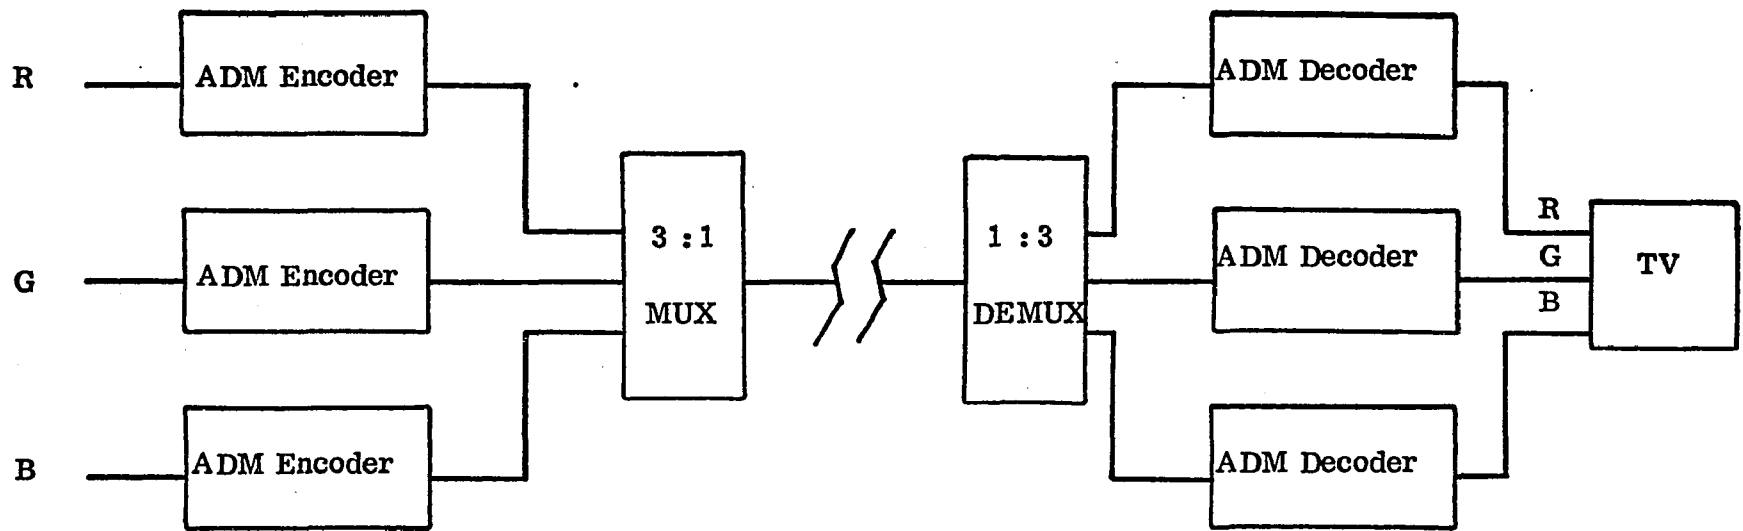 R
ADM Encoder
G
ADM Encoder
B
ADM Encoder
3 : 1
MUX
1 : 3
DEMUX
ADM Decoder
ADM Decoder
ADM Decoder
R
G
B
TV